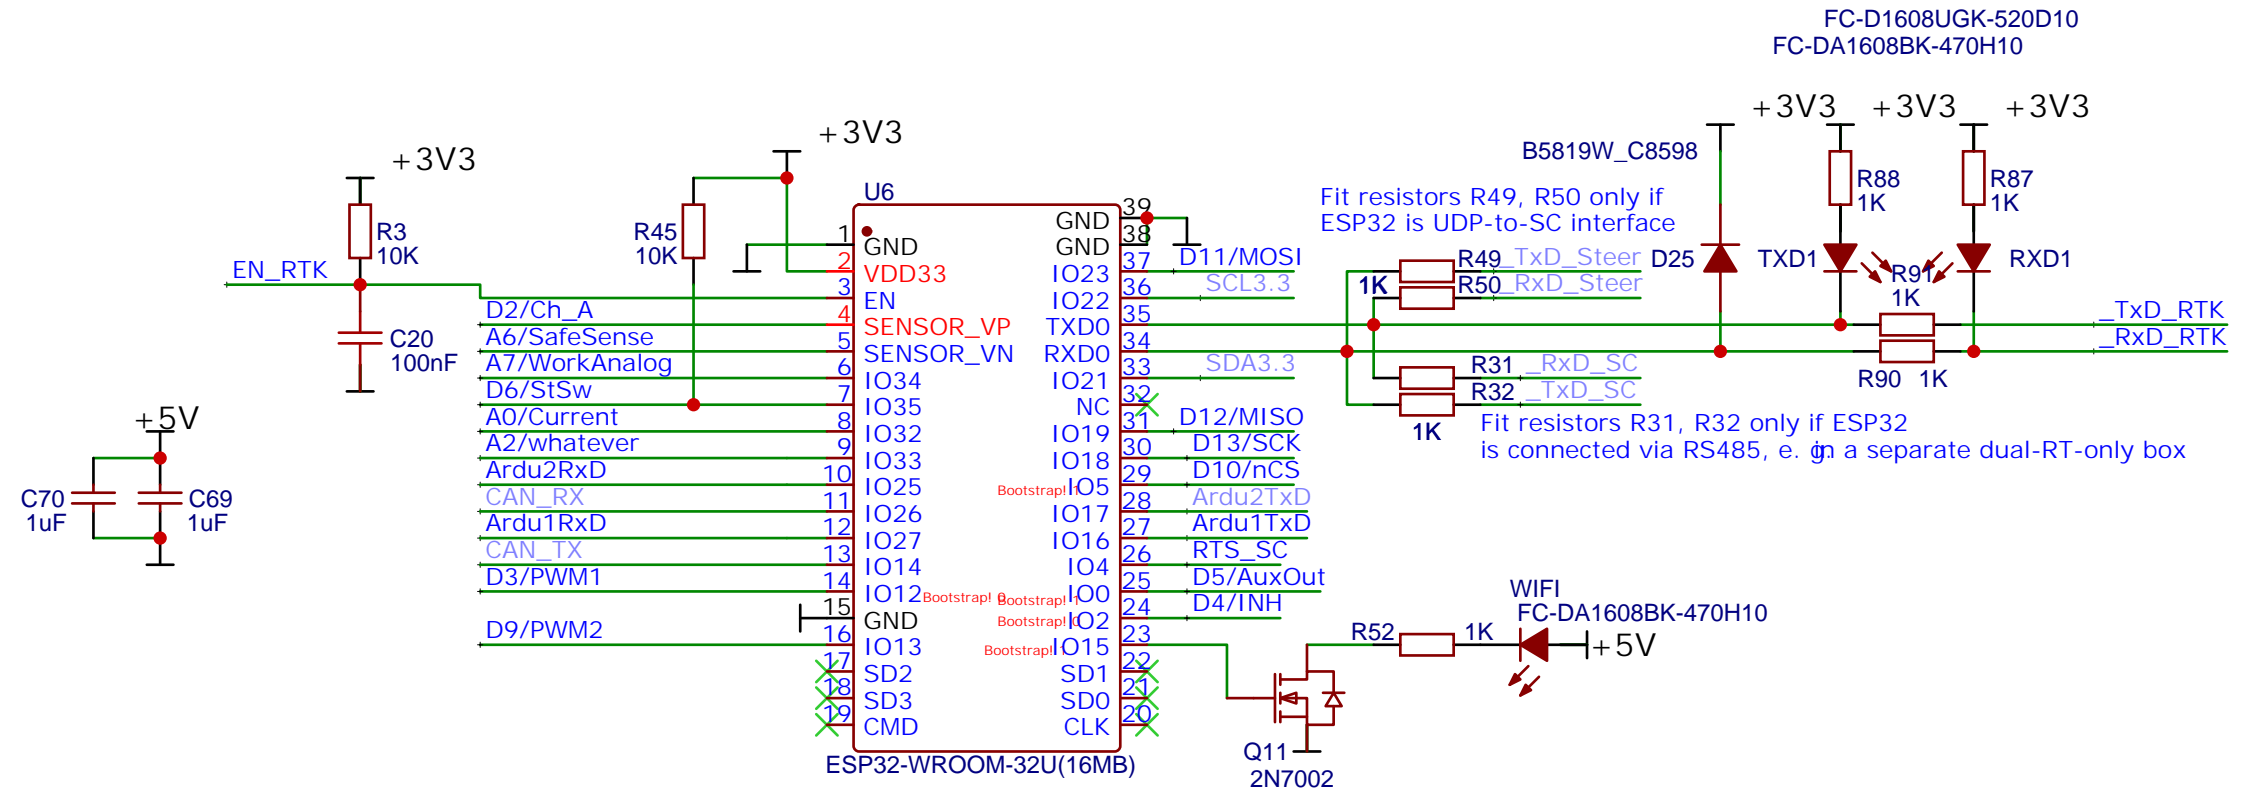 FC-D1608UGK-520D10
FC-DA1608BK-470H10
+3V3
+3V3
+3V3
+3V3
+3V3
B5819W_C8598
R88
1K
R87
1K
R3
10K
R45
10K
U6
Fit resistors R49, R50 only if
ESP32 is UDP-to-SC interface
EN_RTK
C20
100nF
D2/Ch_A
A6/SafeSense
A7/WorkAnalog
D6/StSw
A0/Current
A2/whatever
Ardu2RxD
CAN_RX
Ardu1RxD
CAN_TX
D3/PWM1
D9/PWM2
+5V
C70
1uF
C69
1uF
1 GND
2 VDD33
3 EN
4 SENSOR_VP
5 SENSOR_VN
6 IO34
7 IO35
8 IO32
9 IO33
10 IO25
11 IO26
12 IO27
13 IO14
14 IO12 Bootstrap! 0
15 GND
16 IO13
17 SD2
18 SD3
19 CMD
GND 39
GND 38
IO23 37 D11/MOSI
IO22 36 SCL3.3
TXD0 35
RXD0 34
IO21 33 SDA3.3
NC 32
IO19 31 D12/MISO
IO18 30 D13/SCK
Bootstrap! 1 IO5 29 D10/nCS
IO17 28 Ardu2TxD
IO16 27 Ardu1TxD
IO4 26 RTS_SC
Bootstrap! 1 IO0 25 D5/AuxOut
Bootstrap! 0 IO2 24 D4/INH
Bootstrap! IO15 23
SD1 22
SD0 21
CLK 20
ESP32-WROOM-32U(16MB)
R49 _TxD_Steer
1K R50 _RxD_Steer
R31 _RxD_SC
R32 _TxD_SC
1K
D25
TXD1
RXD1
R91
1K
R90 1K
_TxD_RTK
_RxD_RTK
Fit resistors R31, R32 only if ESP32
is connected via RS485, e. g. in a separate dual-RT-only box
WIFI
FC-DA1608BK-470H10
R52 1K
+5V
Q11
2N7002